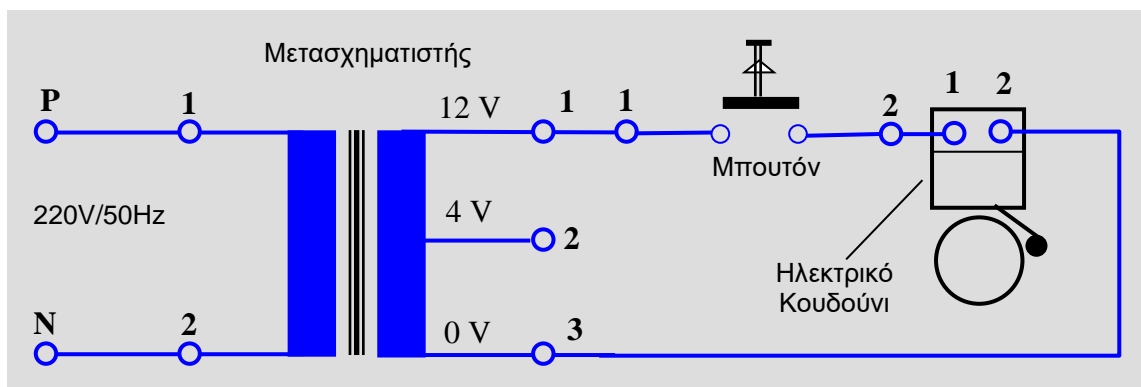 Μετασχηματιστής
P
1
12 V
1
1
2
1
2
Μπουτόν
220V/50Hz
4 V
2
Ηλεκτρικό
Κουδούνι
N
2
0 V
3